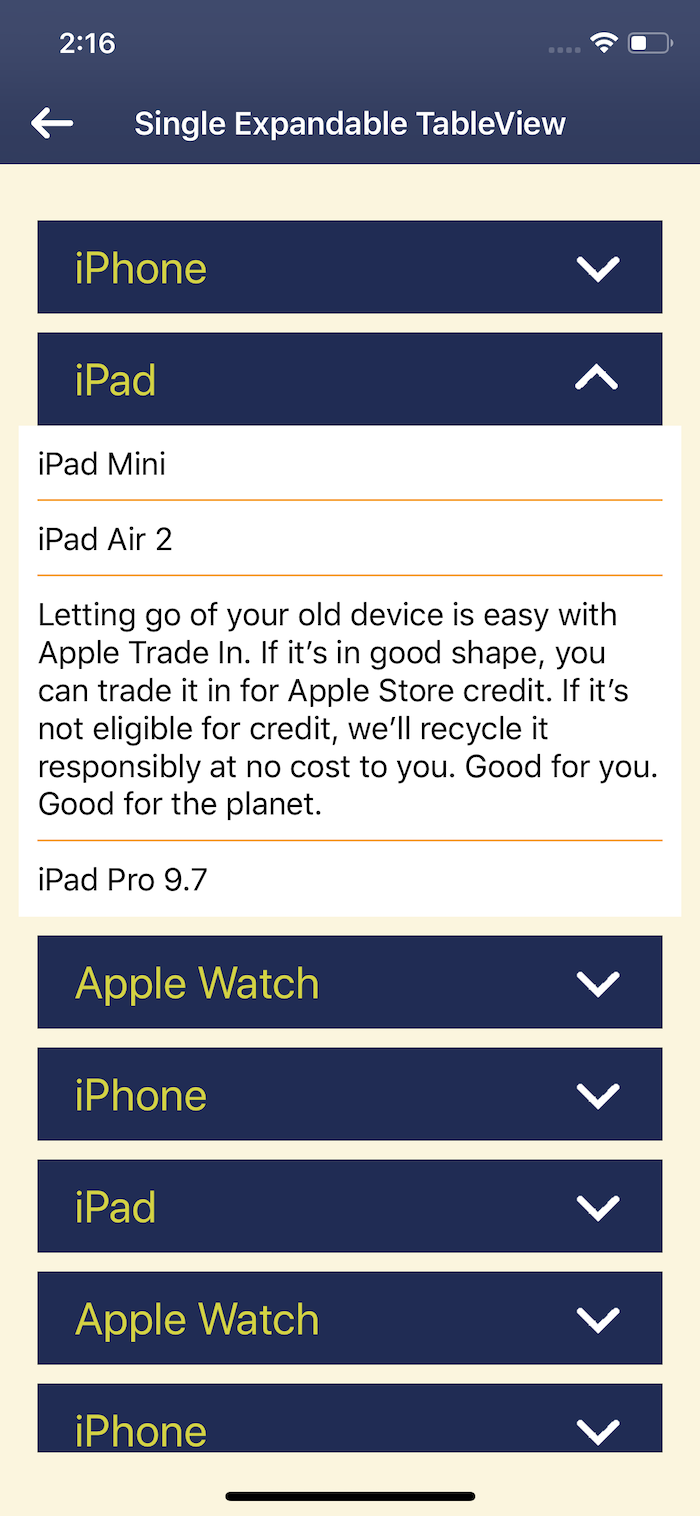 2:16
Single Expandable TableView
iPhone
iPad
iPad Mini
iPad Air 2
Letting go of your old device is easy with
Apple Trade In. If it’s in good shape, you
can trade it in for Apple Store credit. If it’s
not eligible for credit, we’ll recycle it
responsibly at no cost to you. Good for you.
Good for the planet.
iPad Pro 9.7
Apple Watch
iPhone
iPad
Apple Watch
iPhone